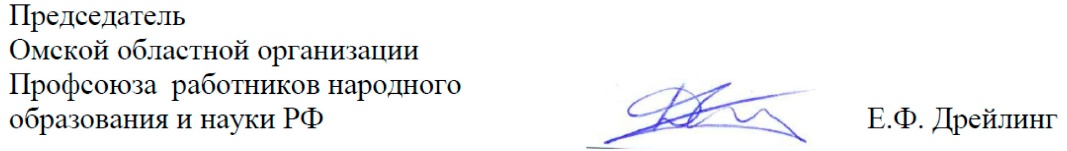 Председатель
Омской областной организации
Профсоюза работников народного
образования и науки РФ Е.Ф. Дрейлинг